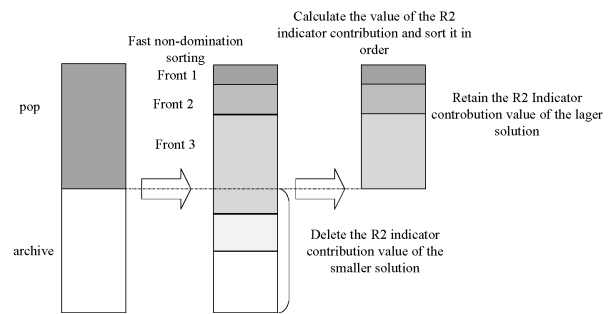 Calculate the value of the R2
indicator contribution and sort it in
order
Fast non-domination
sorting
Front 1
Front 2
Front 3
pop
archive
Retain the R2 Indicator
controbution value of the lager
solution
Delete the R2 indicator
contribution value of the
smaller solution